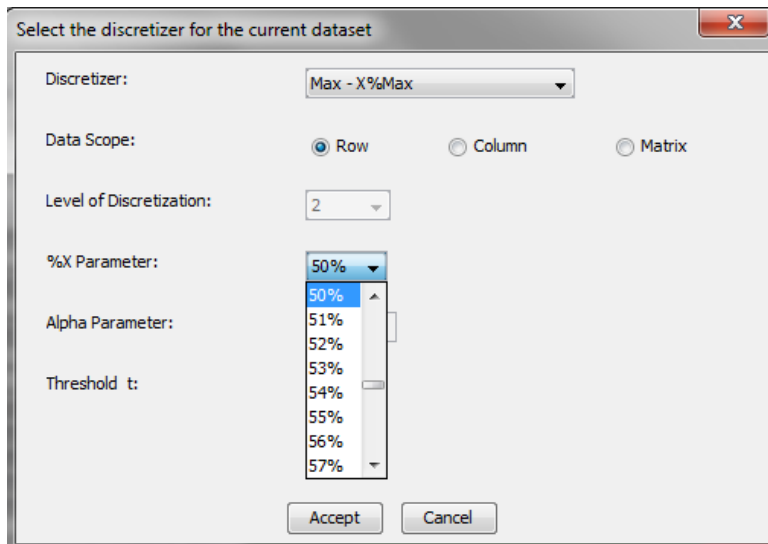 Select the discretizer for the current dataset
Discretizer: Max - X%Max
Data Scope: Row Column Matrix
Level of Discretization: 2
%X Parameter: 50%
50%
51%
Alpha Parameter:
52%
53%
Threshold t:
54%
55%
56%
57%
Accept Cancel